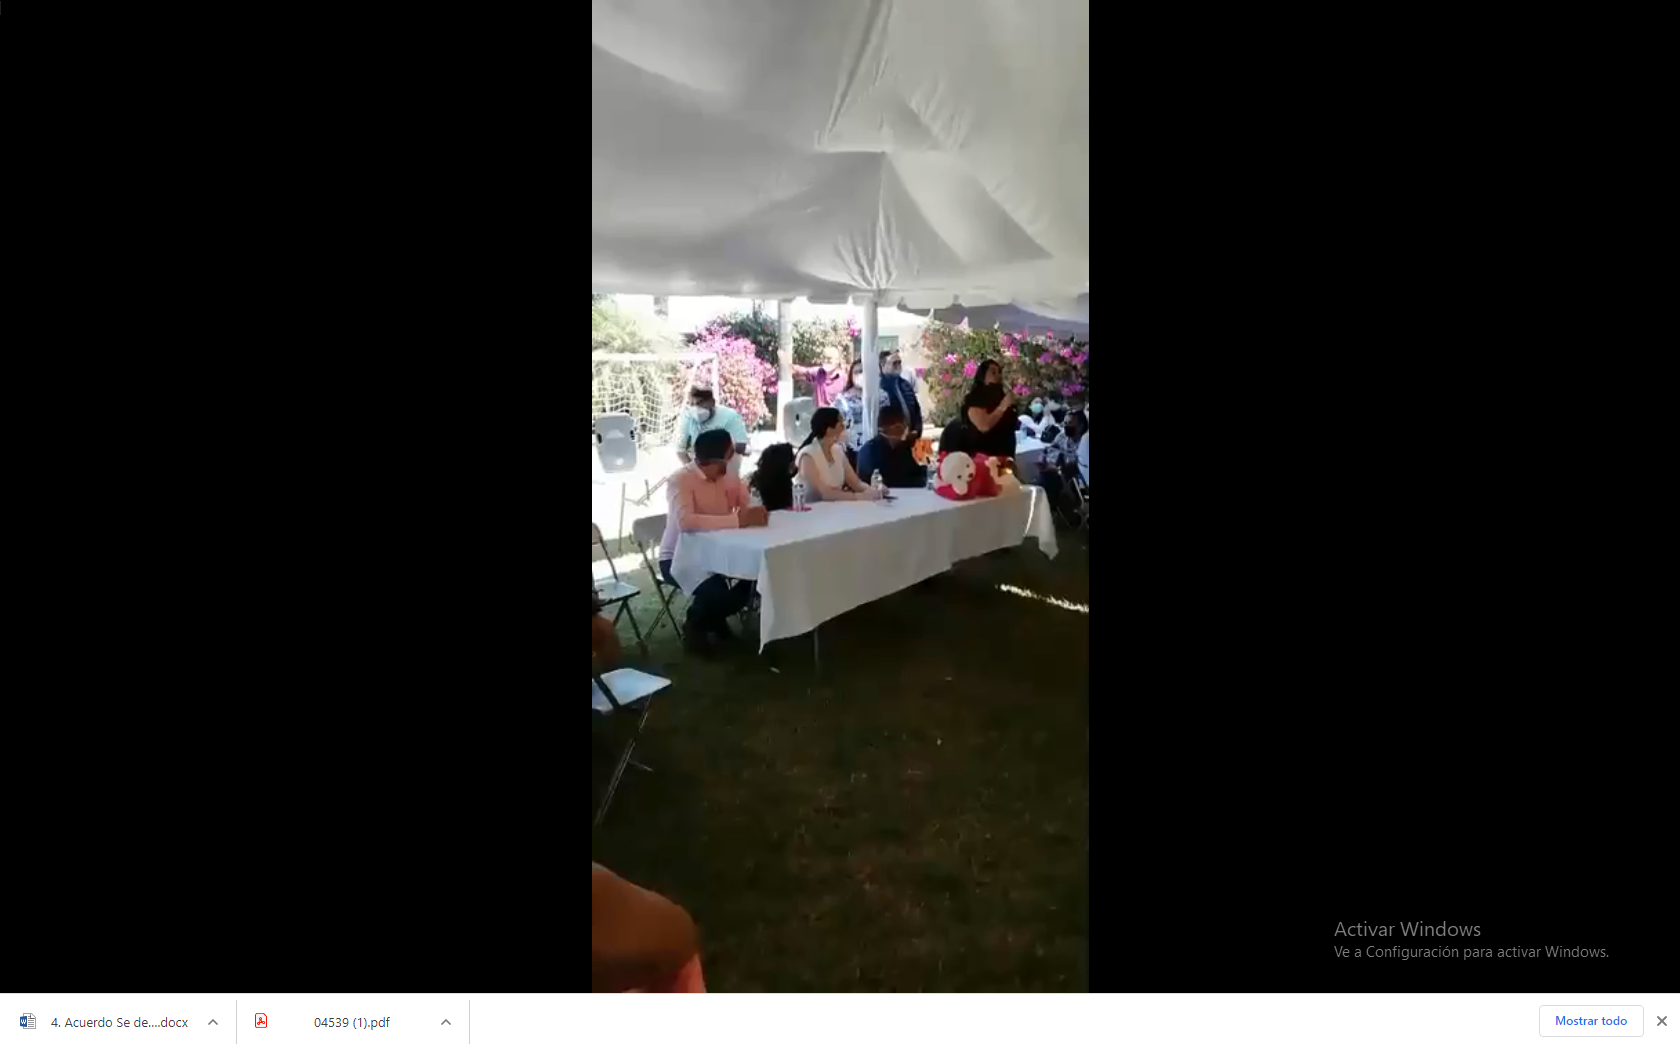 Activar Windows
Ve a Configuración para activar Windows.
4. Acuerdo Se de....docx
04539 (1).pdf
Mostrar todo